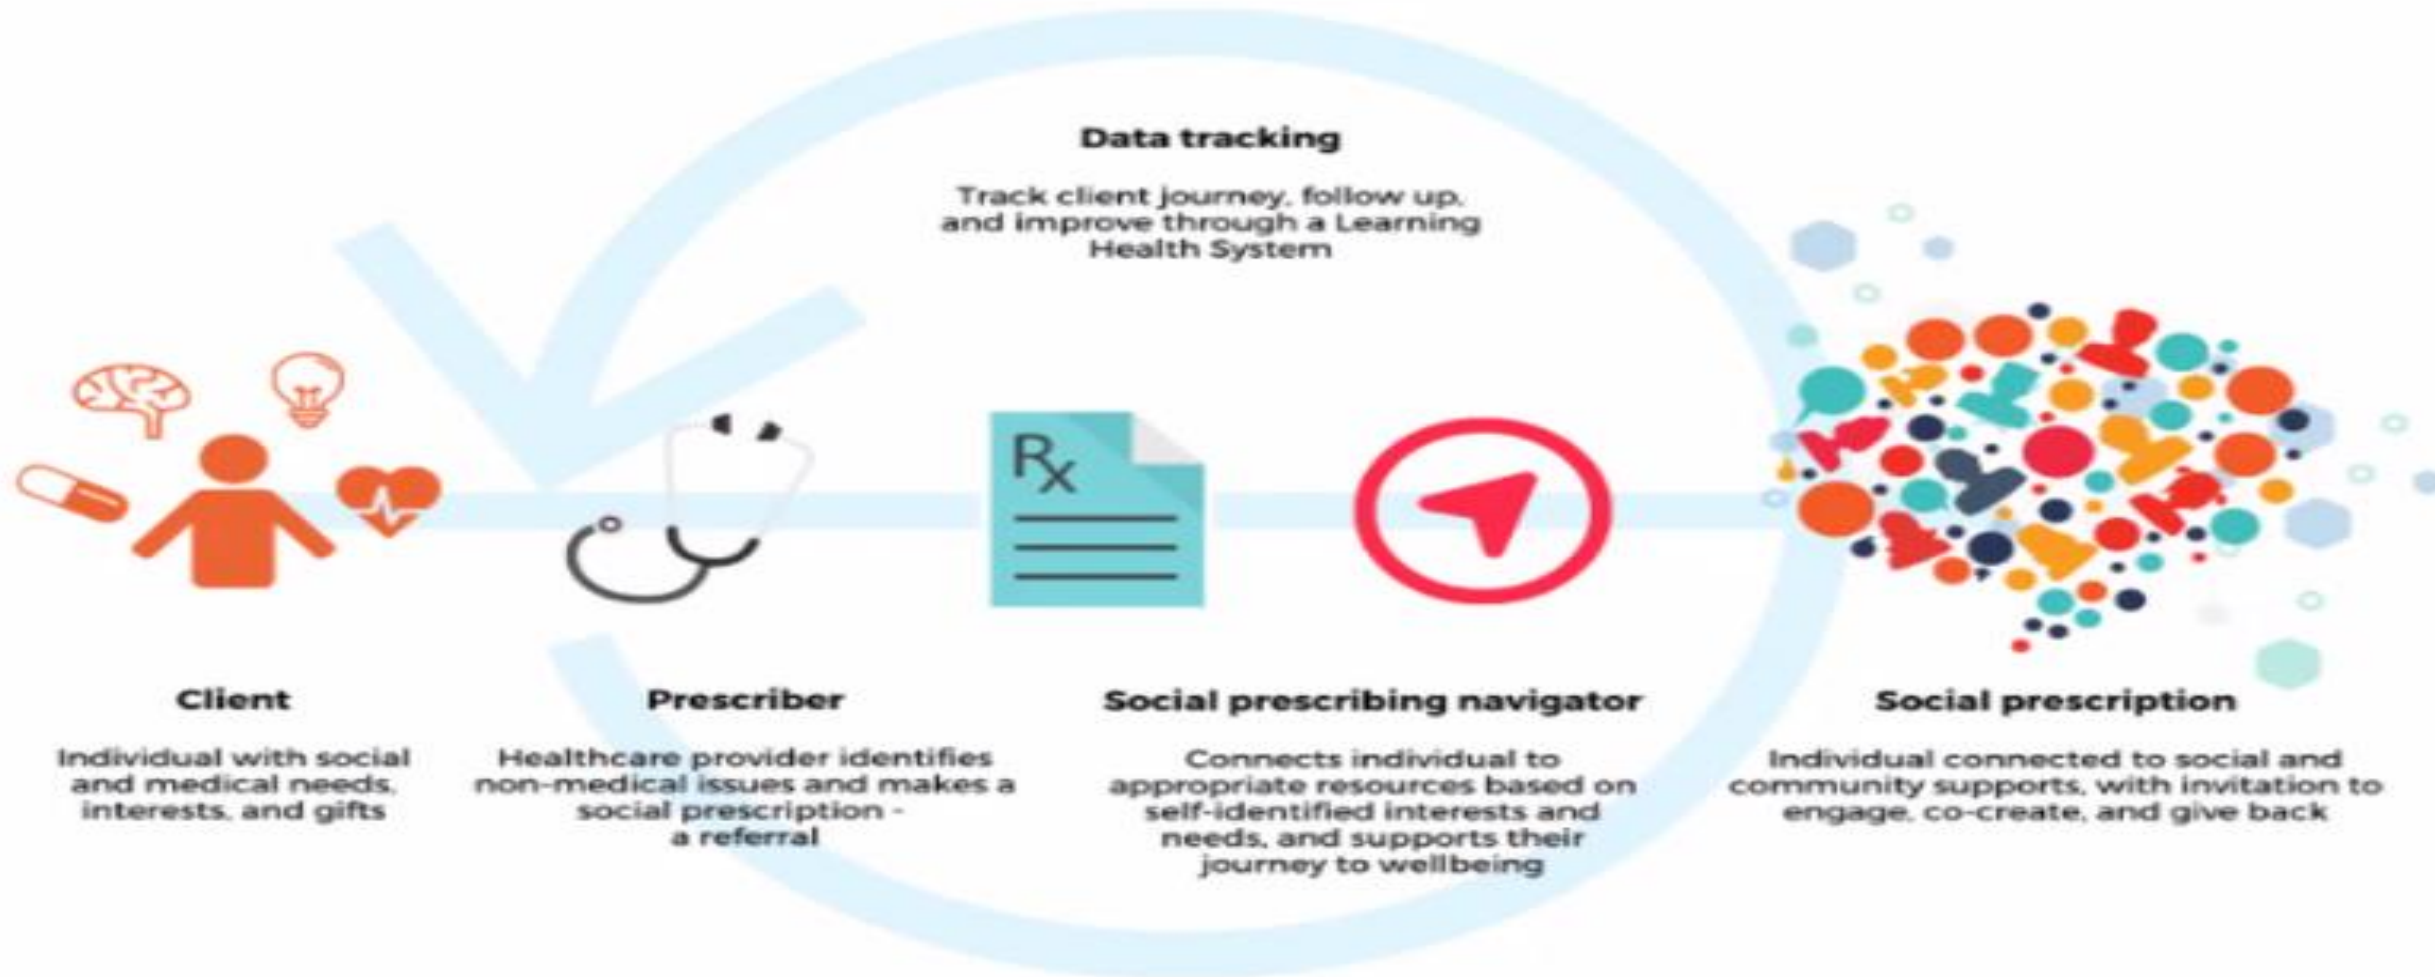 Data tracking
Track client journey, follow up,
and improve through a Learning
Health System
Rx
Client
Individual with social
and medical needs,
interests, and gifts
Prescriber
Healthcare provider identifies
non-medical issues and makes a
social prescription -
a referral
Social prescribing navigator
Connects individual to
appropriate resources based on
self-identified interests and
needs, and supports their
journey to wellbeing
Social prescription
Individual connected to social and
community supports, with invitation to
engage, co-create, and give back